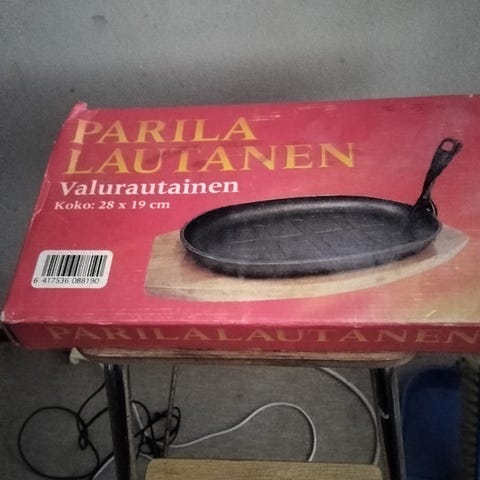 PARILA
LAUTANEN
Valurautainen
Koko: 28 x 19 cm
6 417536 088190
PARILALAUTANEN